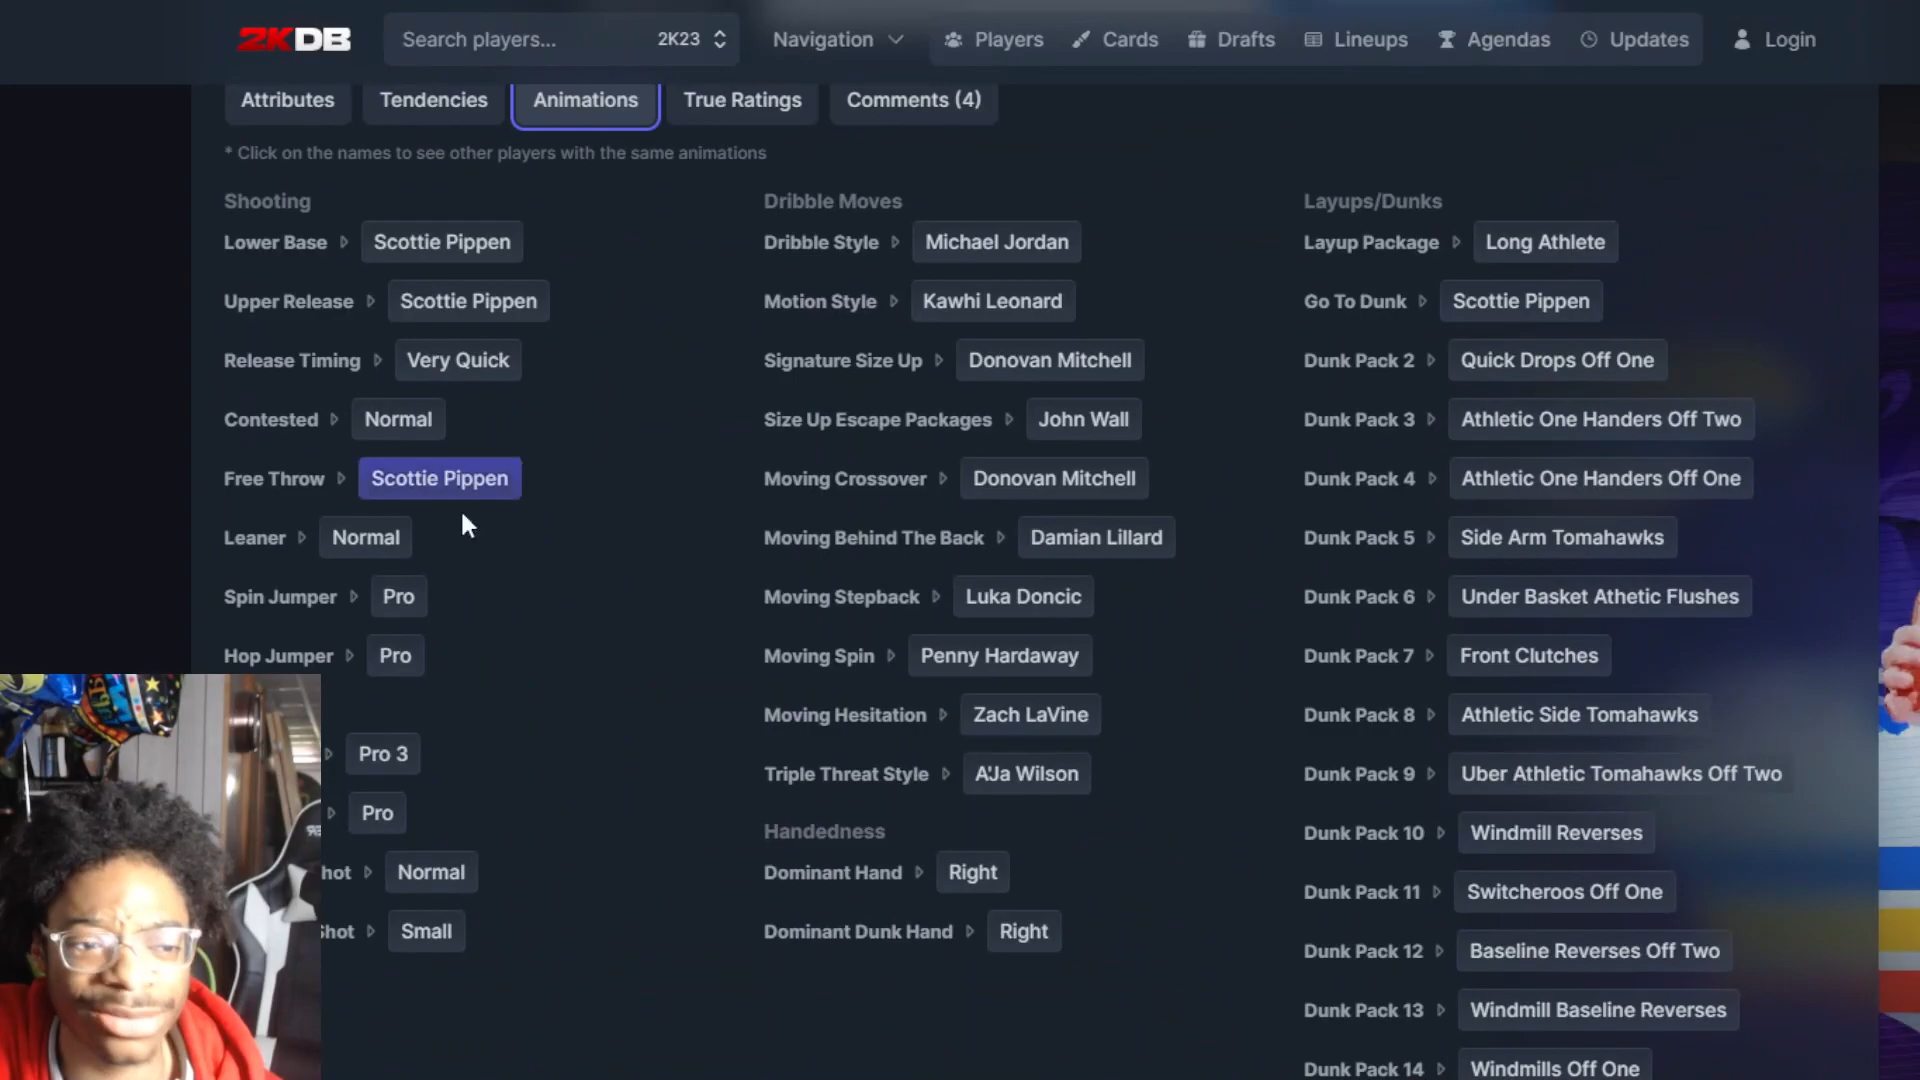 2KDB
Search players...
2K23
Navigation
Players
Cards
Drafts
Lineups
Agendas
Updates
Login
Attributes
Tendencies
Animations
True Ratings
Comments (4)
* Click on the names to see other players with the same animations
Shooting
Lower Base Scottie Pippen
Upper Release Scottie Pippen
Release Timing Very Quick
Contested Normal
Free Throw Scottie Pippen
Leaner Normal
Spin Jumper Pro
Hop Jumper Pro
Pro 3
Pro
hot Normal
Shot Small
Dribble Moves
Dribble Style Michael Jordan
Motion Style Kawhi Leonard
Signature Size Up Donovan Mitchell
Size Up Escape Packages John Wall
Moving Crossover Donovan Mitchell
Moving Behind The Back Damian Lillard
Moving Stepback Luka Doncic
Moving Spin Penny Hardaway
Moving Hesitation Zach LaVine
Triple Threat Style A'Ja Wilson
Handedness
Dominant Hand Right
Dominant Dunk Hand Right
Layups/Dunks
Layup Package Long Athlete
Go To Dunk Scottie Pippen
Dunk Pack 2 Quick Drops Off One
Dunk Pack 3 Athletic One Handers Off Two
Dunk Pack 4 Athletic One Handers Off One
Dunk Pack 5 Side Arm Tomahawks
Dunk Pack 6 Under Basket Athetic Flushes
Dunk Pack 7 Front Clutches
Dunk Pack 8 Athletic Side Tomahawks
Dunk Pack 9 Uber Athletic Tomahawks Off Two
Dunk Pack 10 Windmill Reverses
Dunk Pack 11 Switcheroos Off One
Dunk Pack 12 Baseline Reverses Off Two
Dunk Pack 13 Windmill Baseline Reverses
Dunk Pack 14 Windmills Off One